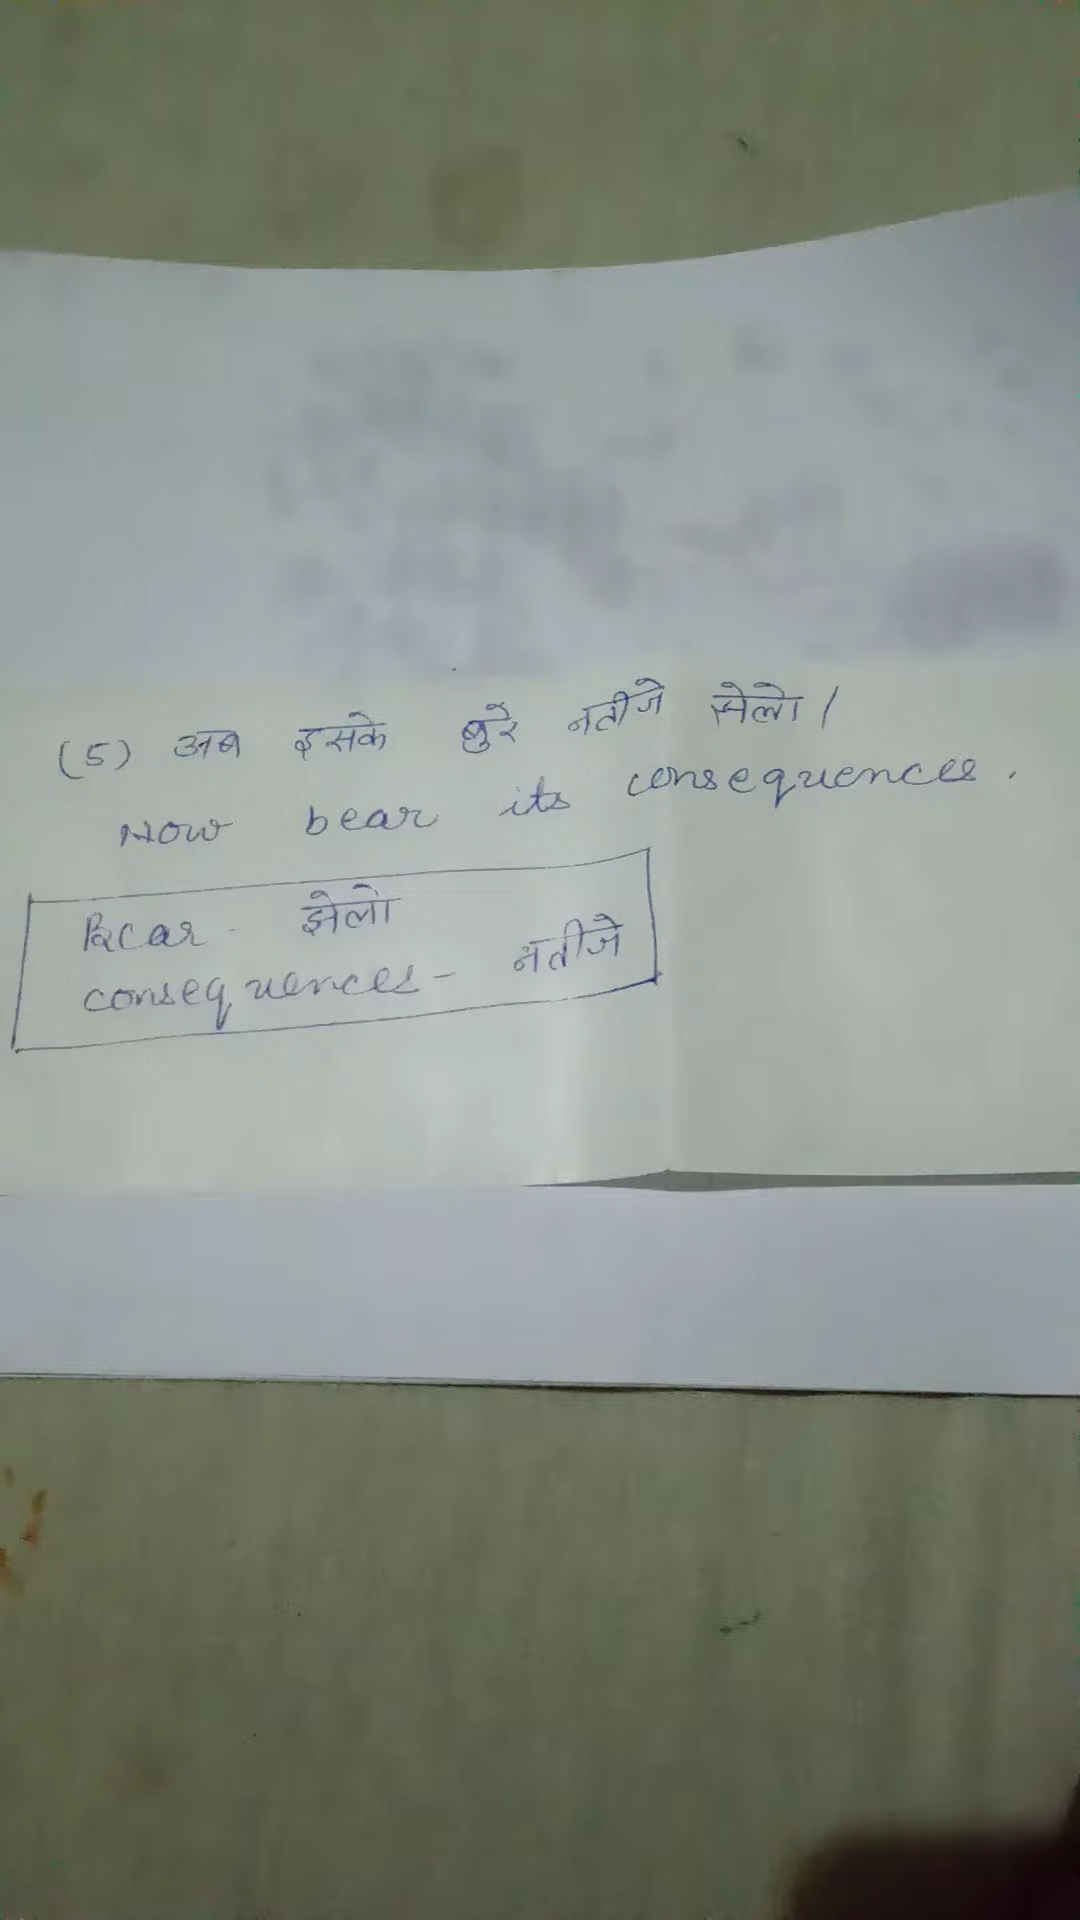 (5) अब इसके बुरे नतीजे झेलो।
Now bear its consequences.
Bear - झेलो
consequences - नतीजे